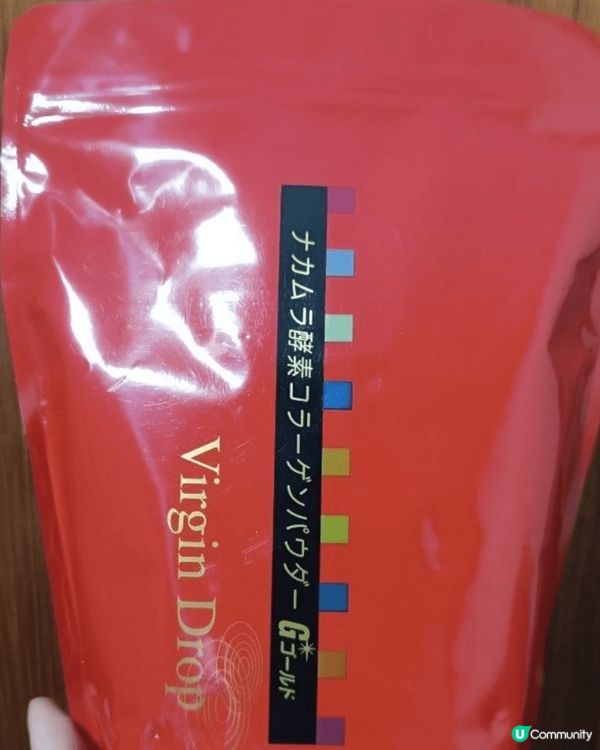 ナカムラ酵素コラーゲンパウダー G ゴールド
Virgin Drop
U Community